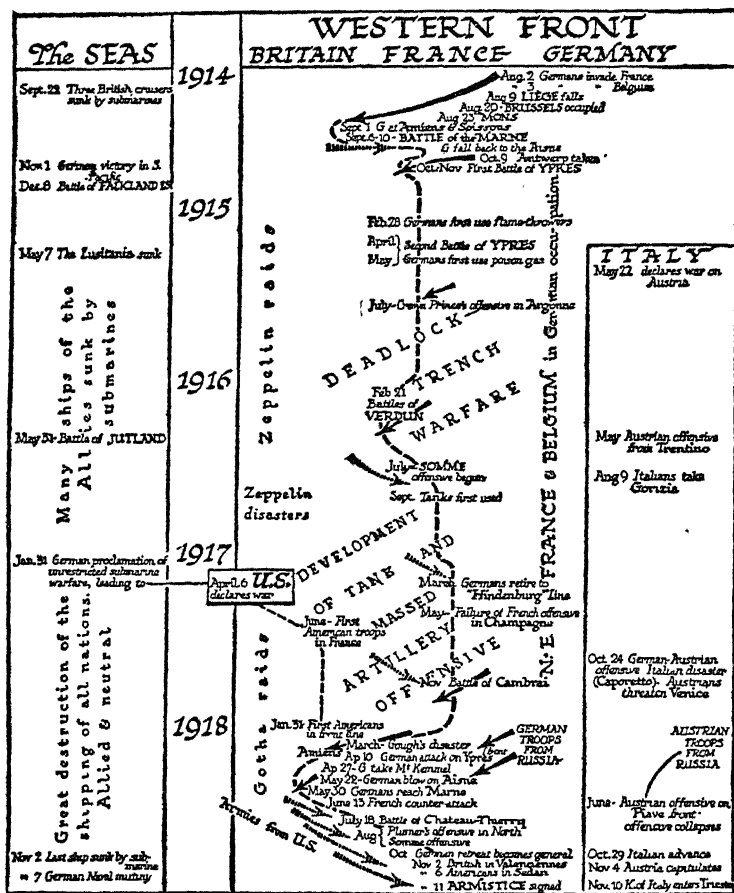 The SEAS
Sept. 22 Three British cruisers
sunk by submarines
Nov. 1 German victory in S.
Pacific
Dec. 8 Battle of FALKLAND IS.
May 7 The Lusitania sunk
Many ships of the
Allies sunk by
submarines
May 31- Battle of JUTLAND
Jan. 31 German proclamation of
unrestricted submarine
warfare, leading to
Great destruction of the
shipping of all nations.
Allied & neutral
Nov 2 Last ship sunk by sub-
marine
" 7 German Naval mutiny
1914
1915
1916
1917
1918
WESTERN FRONT
BRITAIN FRANCE GERMANY
Aug. 2 Germans invade France
" 3 " " Belgium
Aug 9 LIÉGE falls
Aug 20- BRUSSELS occupied
Aug 23 MONS
Sept 1 G at Amiens & Soissons
Sept. 6-10 - BATTLE of the MARNE
G fall back to the Aisne
Oct. 9 Antwerp taken
Oct.-Nov First Battle of YPRES
Zeppelin raids
Feb 28 Germans first use flame-throwers
April Second Battle of YPRES
May Germans first use poison gas
July- Crown Prince's offensive in Argonne
DEADLOCK
TRENCH
WARFARE
Feb 21
Battles of
VERDUN
July - SOMME
offensive begun
Sept. Tanks first used
Zeppelin
disasters
N.E. FRANCE & BELGIUM in German occupation
April 6 U.S.
declares war
DEVELOPMENT
OF TANK AND
MASSED
ARTILLERY
OFFENSIVE
March Germans retire to
"Hindenburg" line
May - Failure of French offensive
in Champagne
June - First
American troops
in France
Nov Battle of Cambrai
Gotha raids
Jan. 31 First Americans
in front line
March- Gough's disaster
Amiens
Ap 10 German attack on Ypres front
Ap 27- G take Mt Kemmel
May 28- German blow on Aisne
May 30 Germans reach Marne
June 13 French counter attack
GERMAN
TROOPS
FROM
RUSSIA
July 18 Battle of Chateau-Thierry
Aug 8 Plumer's offensive in North
Somme offensive
Armies from U.S.
Oct German retreat becomes general
Nov 2 British in Valenciennes
" 6 Americans in Sedan
" 11 ARMISTICE signed
ITALY
May 22 declares war on
Austria
May Austrian offensive
from Trentino
Aug 9 Italians take
Gorizia
Oct 24 German-Austrian
offensive Italian disaster
(Caporetto)- Austrians
threaten Venice
AUSTRIAN
TROOPS
FROM
RUSSIA
June- Austrian offensive on
Piave front-
offensive collapses
Oct. 29 Italian advance
Nov 4 Austria capitulates
Nov. 10 K. of Italy enters Trieste